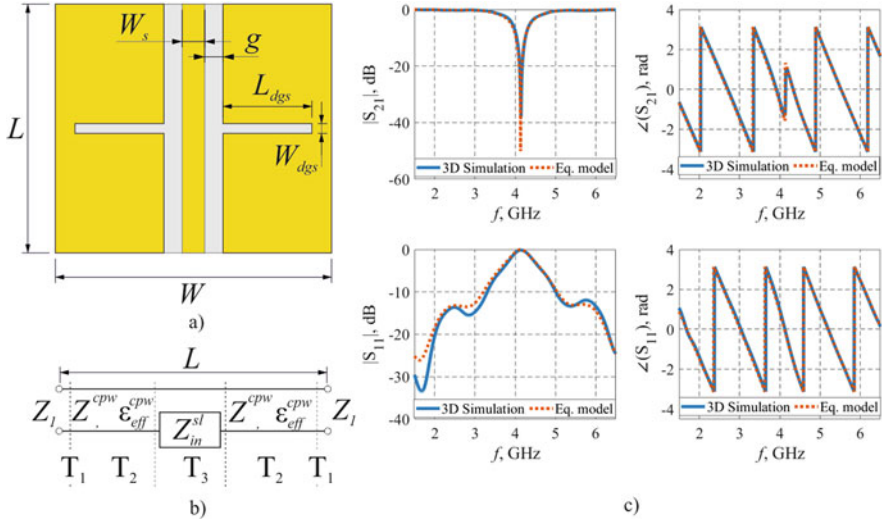 W_s
g
L_dgs
L
W_dgs
W
a)
L
Z_1 Z^cpw ε_eff^cpw Z_in^sl Z^cpw ε_eff^cpw Z_1
T_1 T_2 T_3 T_2 T_1
b)
|S_21|, dB
0
-20
-40
-60
3D Simulation Eq. model
2 3 4 5 6
f, GHz
∠(S_21), rad
4
2
0
-2
-4
3D Simulation Eq. model
2 3 4 5 6
f, GHz
|S_11|, dB
0
-10
-20
-30
-40
3D Simulation Eq. model
2 3 4 5 6
f, GHz
∠(S_11), rad
4
2
0
-2
-4
3D Simulation Eq. model
2 3 4 5 6
f, GHz
c)